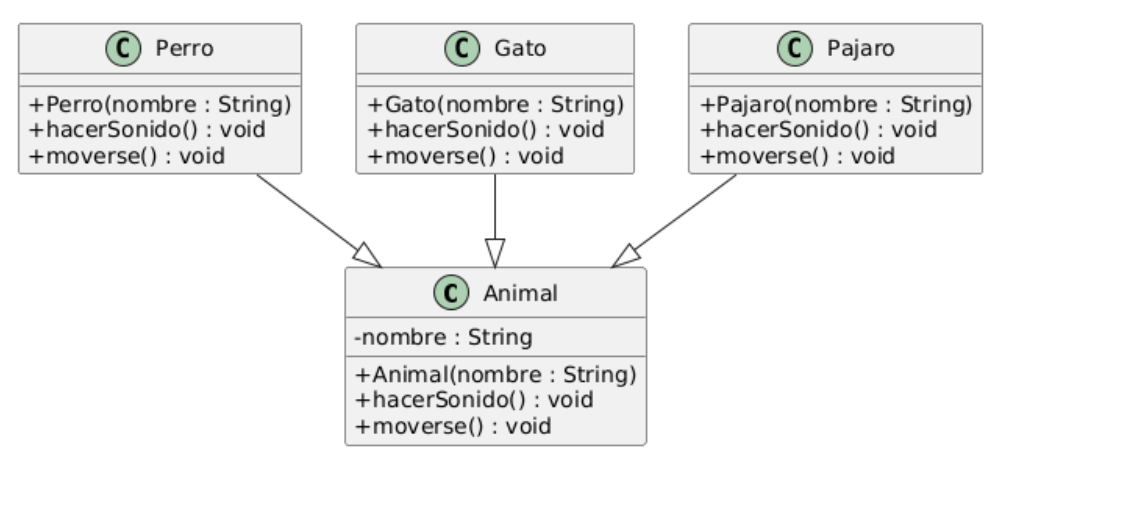 C Perro
+Perro(nombre : String)
+hacerSonido() : void
+moverse() : void
C Gato
+Gato(nombre : String)
+hacerSonido() : void
+moverse() : void
C Pajaro
+Pajaro(nombre : String)
+hacerSonido() : void
+moverse() : void
C Animal
-nombre : String
+Animal(nombre : String)
+hacerSonido() : void
+moverse() : void